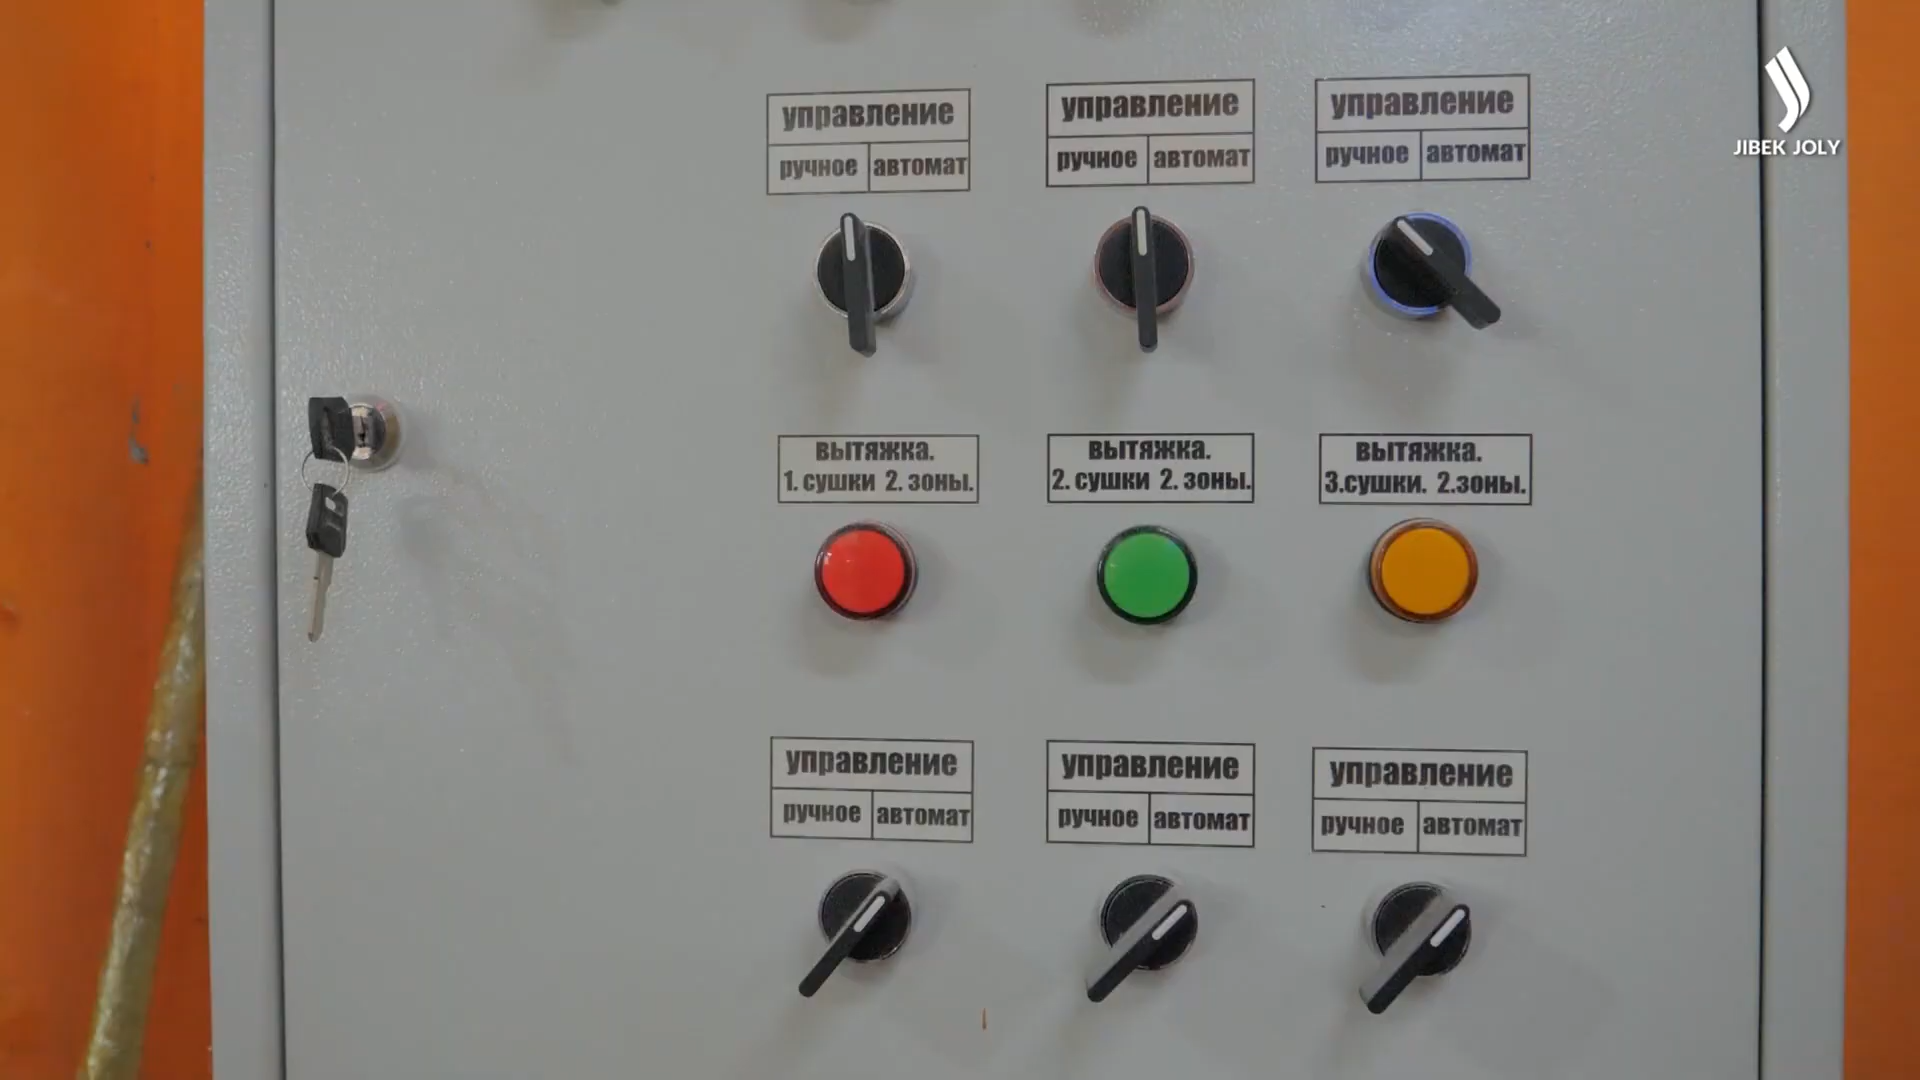 управление
ручное автомат
управление
ручное автомат
управление
ручное автомат
JIBEK JOLY
вытяжка.
1. сушки 2. зоны.
вытяжка.
2. сушки 2. зоны.
вытяжка.
3.сушки. 2.зоны.
управление
ручное автомат
управление
ручное автомат
управление
ручное автомат